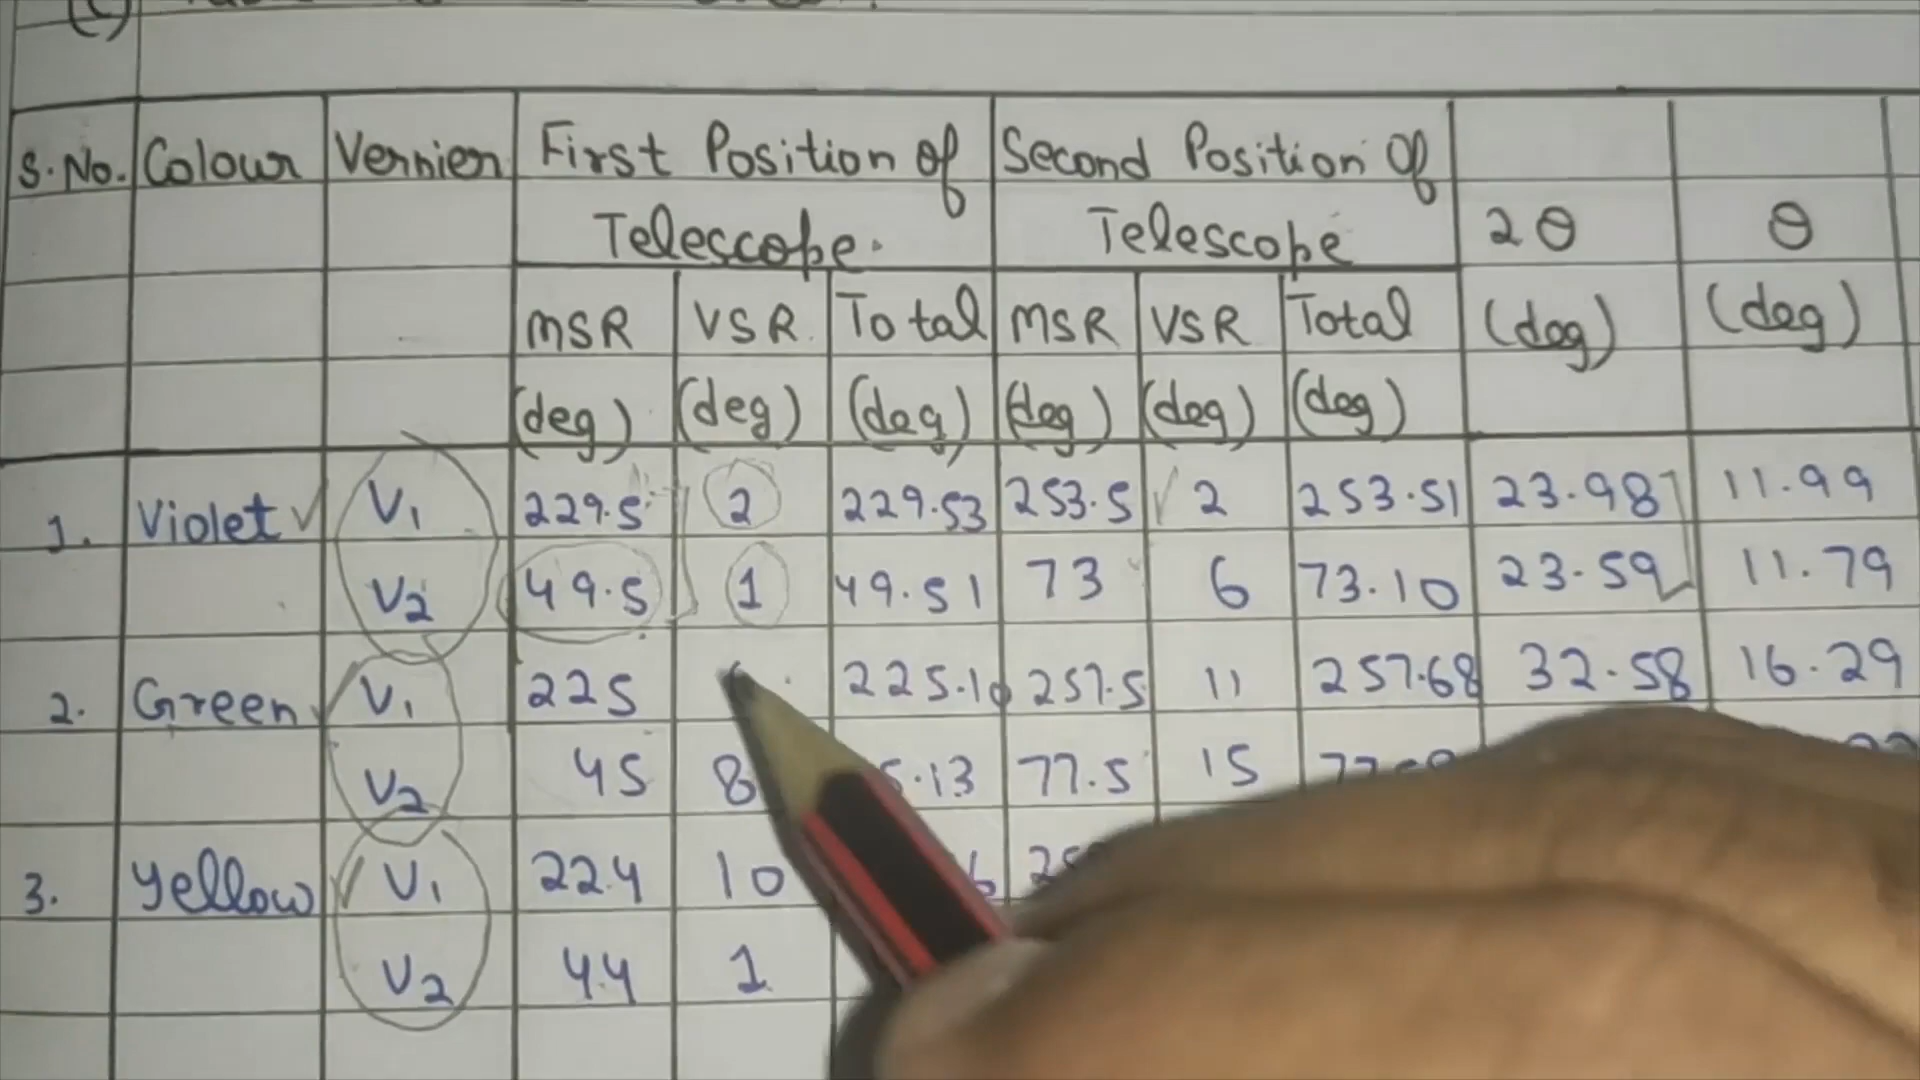 (C)
S.No. Colour Vernier First Position of Telescope. Second Position Of Telescope 2θ (deg) θ (deg)
MSR (deg) VSR (deg) Total (deg) MSR (deg) VSR (deg) Total (deg)
1. Violet V1 229.5 2 229.53 253.5 2 253.51 23.98 11.99
V2 49.5 1 49.51 73 6 73.10 23.59 11.79
2. Green V1 225 225.10 257.5 11 257.68 32.58 16.29
V2 45 8 .13 77.5 15
3. Yellow V1 224 10
V2 44 1